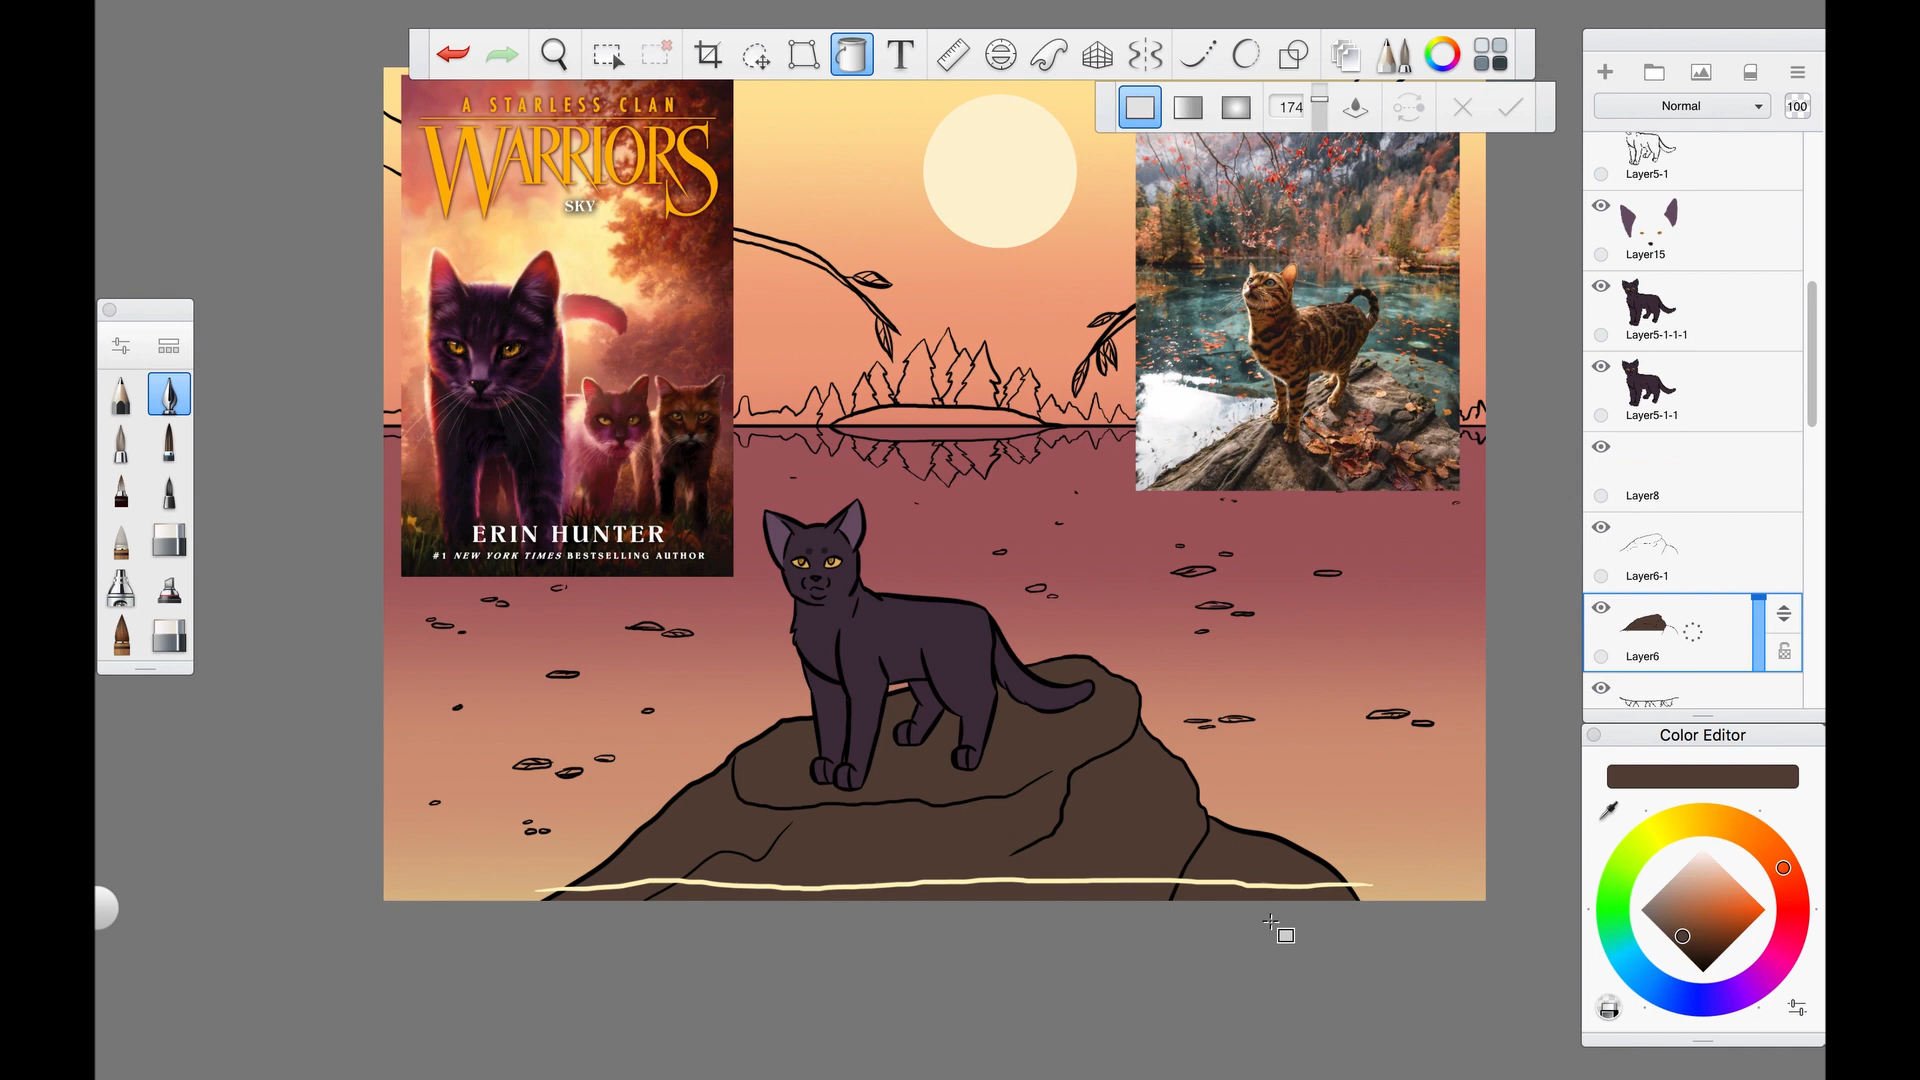 T
A STARLESS CLAN
WARRIORS
SKY
ERIN HUNTER
#1 NEW YORK TIMES BESTSELLING AUTHOR
174
Normal
100
Layer5-1
Layer15
Layer5-1-1-1
Layer5-1-1
Layer8
Layer6-1
Layer6
Color Editor